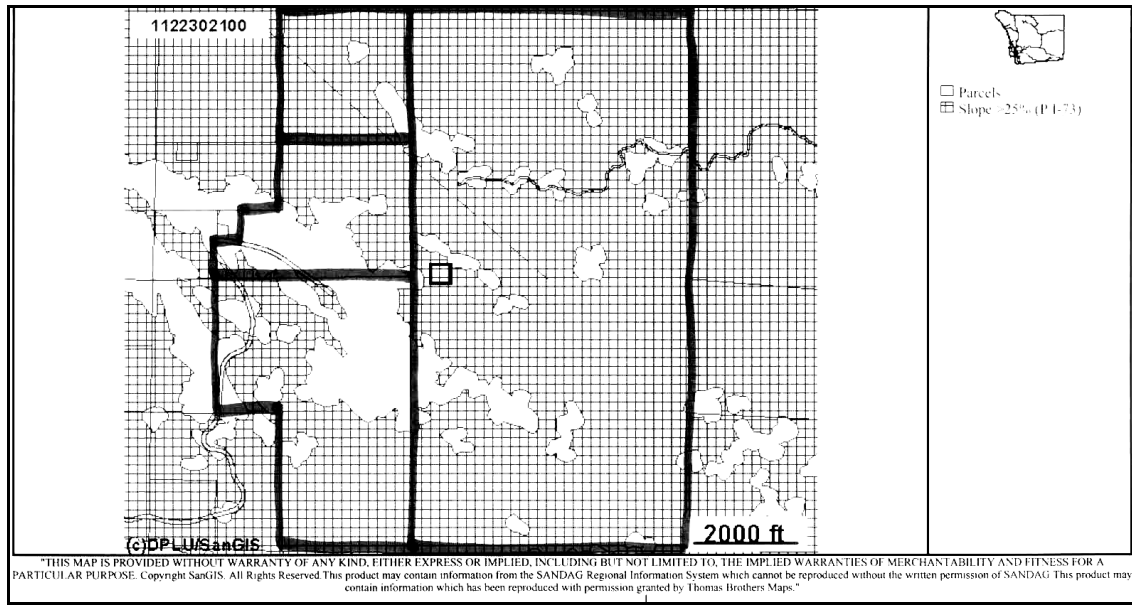 1122302100
Parcels
Slope >25% (P I-73)
2000 ft
(c)DPLU/SanGIS
"THIS MAP IS PROVIDED WITHOUT WARRANTY OF ANY KIND, EITHER EXPRESS OR IMPLIED, INCLUDING BUT NOT LIMITED TO, THE IMPLIED WARRANTIES OF MERCHANTABILITY AND FITNESS FOR A
PARTICULAR PURPOSE. Copyright SanGIS. All Rights Reserved. This product may contain information from the SANDAG Regional Information System which cannot be reproduced without the written permission of SANDAG This product may
contain information which has been reproduced with permission granted by Thomas Brothers Maps."